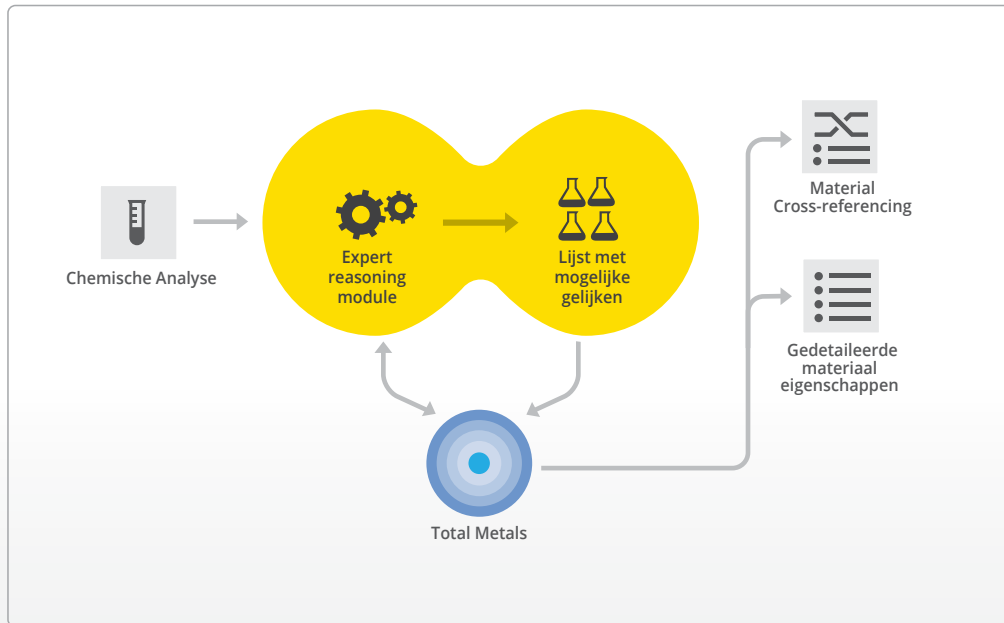 Chemische Analyse
Expert
reasoning
module
Lijst met
mogelijke
gelijken
Total Metals
Material
Cross-referencing
Gedetaileerde
materiaal
eigenschappen